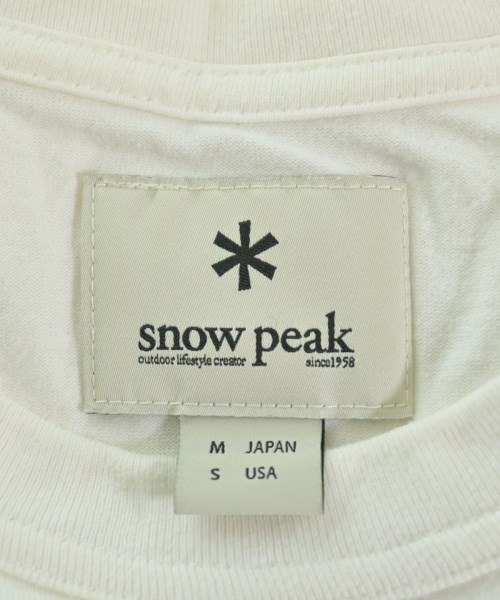 snow peak
outdoor lifestyle creator since1958
M JAPAN
S USA